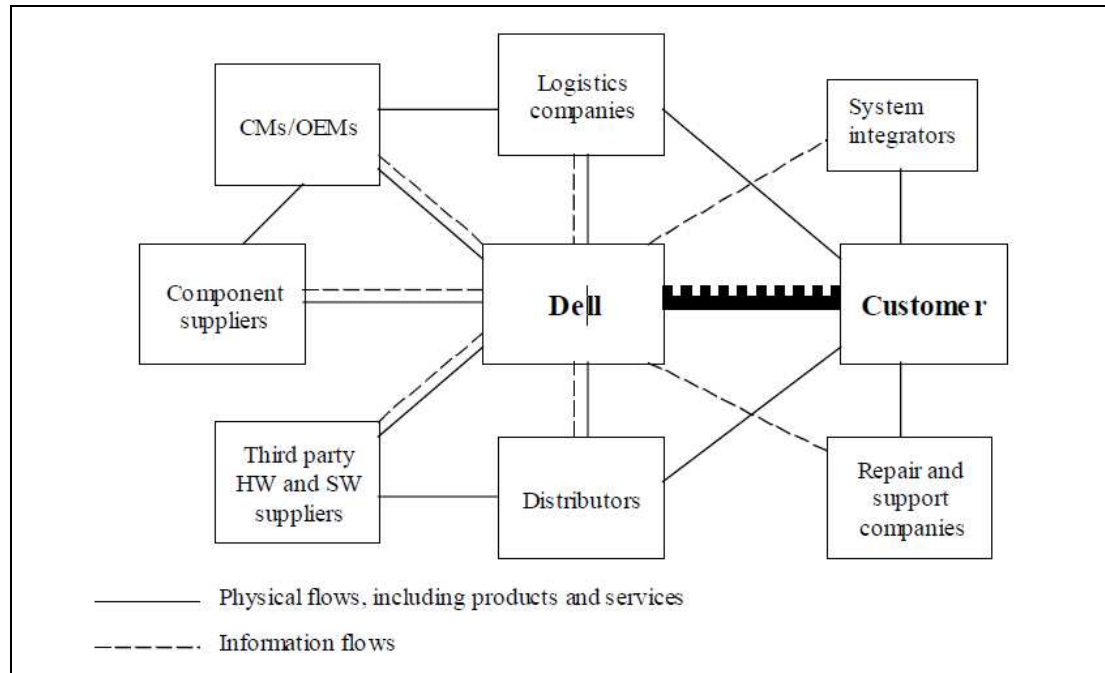 Logistics
companies
System
integrators
CMs/OEMs
Component
suppliers
Dell
Customer
Third party
HW and SW
suppliers
Distributors
Repair and
support
companies
Physical flows, including products and services
Information flows